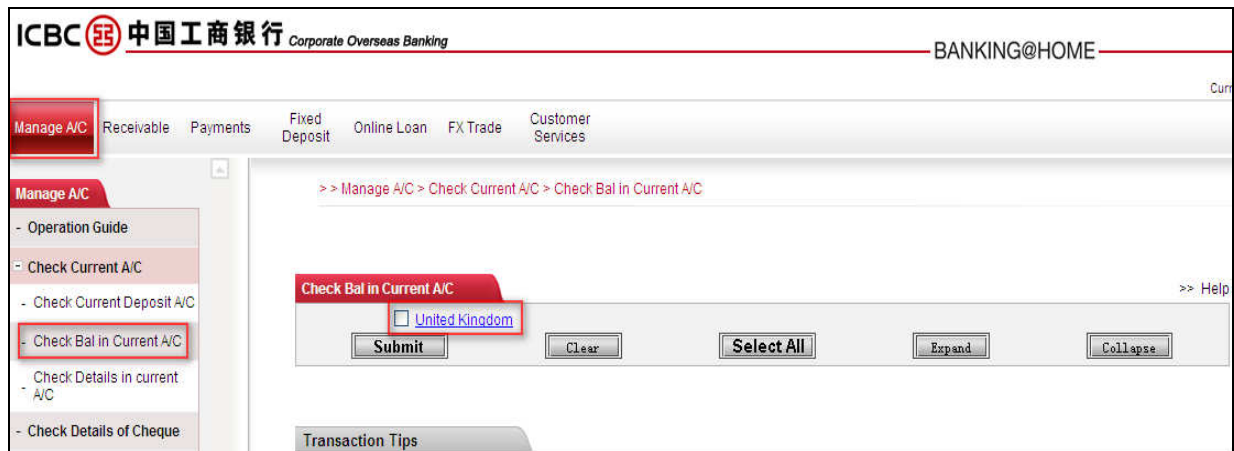 ICBC 中国工商银行 Corporate Overseas Banking
BANKING@HOME
Manage A/C Receivable Payments Fixed Deposit Online Loan FX Trade Customer Services
Manage A/C
>> Manage A/C > Check Current A/C > Check Bal in Current A/C
- Operation Guide
- Check Current A/C
Check Bal in Current A/C >> Help
- Check Current Deposit A/C
United Kingdom
- Check Bal in Current A/C
Submit Clear Select All Expand Collapse
- Check Details in current
A/C
- Check Details of Cheque
Transaction Tips